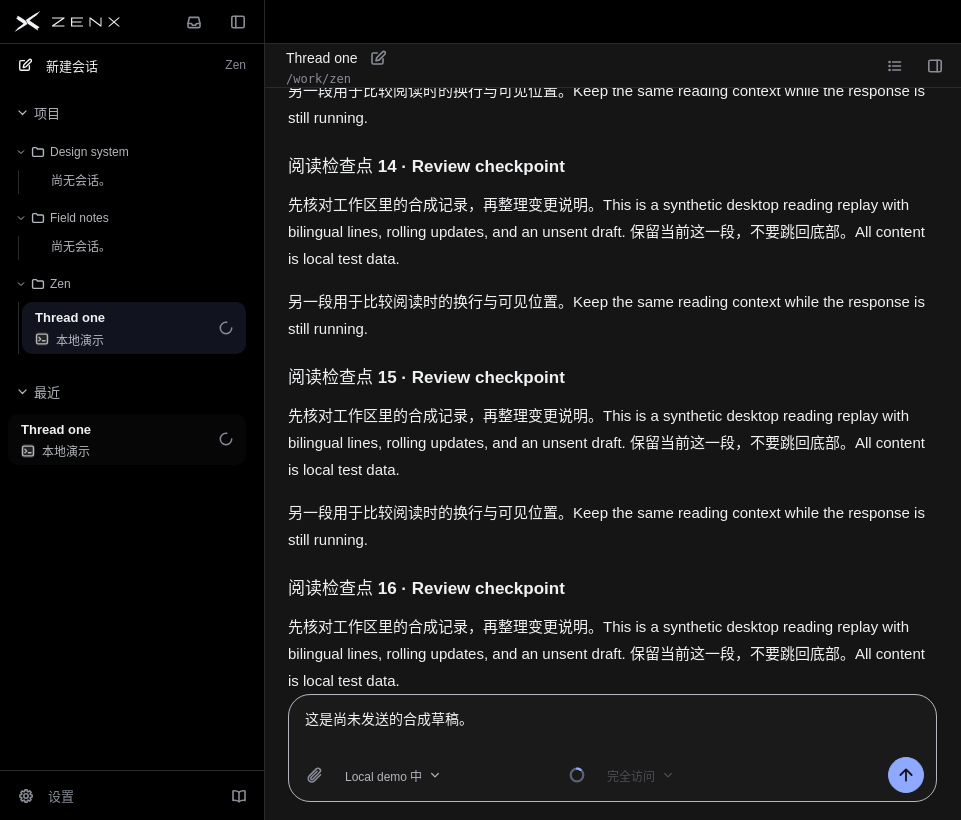 ZENX
新建会话
Zen
项目
Design system
尚无会话。
Field notes
尚无会话。
Zen
Thread one
本地演示
最近
Thread one
本地演示
设置
Thread one
/work/zen
另一段用于比较阅读时的换行与可见位置。Keep the same reading context while the response is
still running.
阅读检查点 14 · Review checkpoint
先核对工作区里的合成记录，再整理变更说明。This is a synthetic desktop reading replay with
bilingual lines, rolling updates, and an unsent draft. 保留当前这一段，不要跳回底部。All content
is local test data.
另一段用于比较阅读时的换行与可见位置。Keep the same reading context while the response is
still running.
阅读检查点 15 · Review checkpoint
先核对工作区里的合成记录，再整理变更说明。This is a synthetic desktop reading replay with
bilingual lines, rolling updates, and an unsent draft. 保留当前这一段，不要跳回底部。All content
is local test data.
另一段用于比较阅读时的换行与可见位置。Keep the same reading context while the response is
still running.
阅读检查点 16 · Review checkpoint
先核对工作区里的合成记录，再整理变更说明。This is a synthetic desktop reading replay with
bilingual lines, rolling updates, and an unsent draft. 保留当前这一段，不要跳回底部。All content
is local test data.
这是尚未发送的合成草稿。
Local demo 中
完全访问